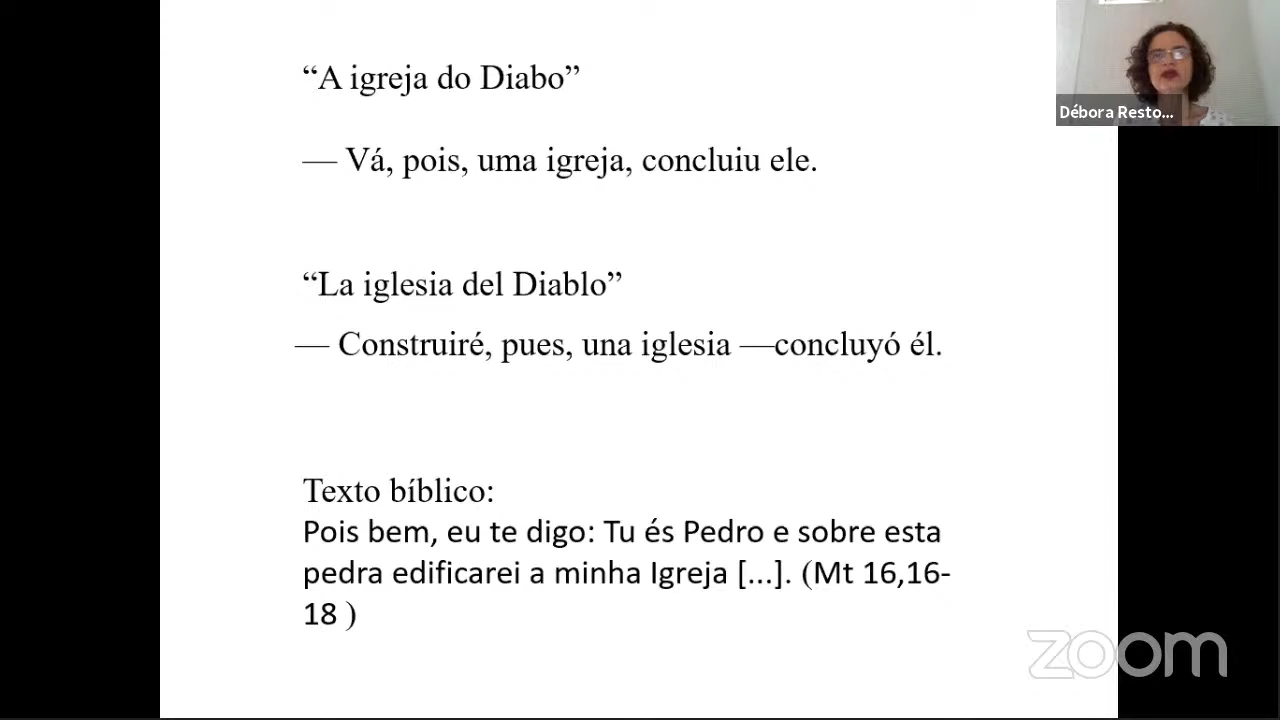 “A igreja do Diabo”
Débora Resto...
— Vá, pois, uma igreja, concluiu ele.
“La iglesia del Diablo”
— Construiré, pues, una iglesia —concluyó él.
Texto bíblico:
Pois bem, eu te digo: Tu és Pedro e sobre esta
pedra edificarei a minha Igreja [...]. (Mt 16,16-
18 )
zoom